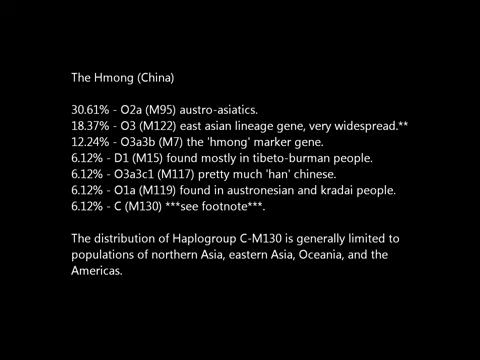 The Hmong (China)
30.61% - O2a (M95) austro-asiatics.
18.37% - O3 (M122) east asian lineage gene, very widespread.**
12.24% - O3a3b (M7) the 'hmong' marker gene.
6.12% - D1 (M15) found mostly in tibeto-burman people.
6.12% - O3a3c1 (M117) pretty much 'han' chinese.
6.12% - O1a (M119) found in austronesian and kradai people.
6.12% - C (M130) ***see footnote***.
The distribution of Haplogroup C-M130 is generally limited to
populations of northern Asia, eastern Asia, Oceania, and the
Americas.